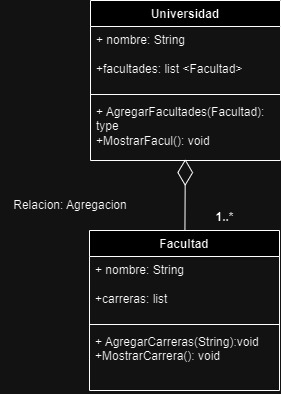 Universidad
+ nombre: String
+facultades: list <Facultad>
+ AgregarFacultades(Facultad):
type
+MostrarFacul(): void
Relacion: Agregacion
1..*
Facultad
+ nombre: String
+carreras: list
+ AgregarCarreras(String):void
+MostrarCarrera(): void